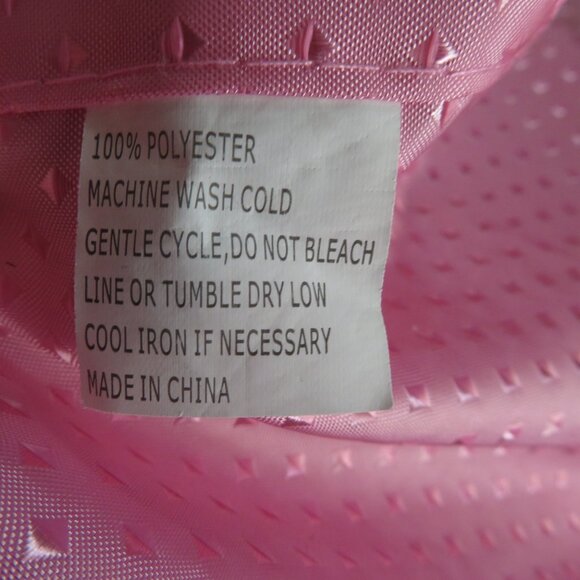 100% POLYESTER
MACHINE WASH COLD
GENTLE CYCLE,DO NOT BLEACH
LINE OR TUMBLE DRY LOW
COOL IRON IF NECESSARY
MADE IN CHINA